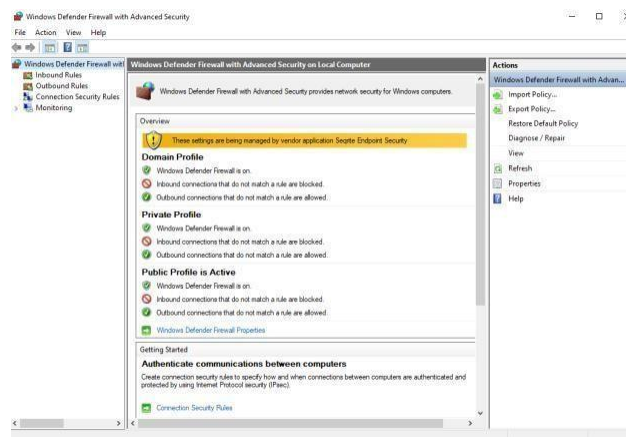 Windows Defender Firewall with Advanced Security
File Action View Help
Windows Defender Firewall witl
Inbound Rules
Outbound Rules
Connection Security Rules
Monitoring
Windows Defender Firewall with Advanced Security on Local Computer
Windows Defender Firewall with Advanced Security provides network security for Windows computers.
Overview
These settings are being managed by vendor application Seqrite Endpoint Security
Domain Profile
Windows Defender Firewall is on.
Inbound connections that do not match a rule are blocked.
Outbound connections that do not match a rule are allowed.
Private Profile
Windows Defender Firewall is on.
Inbound connections that do not match a rule are blocked.
Outbound connections that do not match a rule are allowed.
Public Profile is Active
Windows Defender Firewall is on.
Inbound connections that do not match a rule are blocked.
Outbound connections that do not match a rule are allowed.
Windows Defender Firewall Properties
Getting Started
Authenticate communications between computers
Create connection security rules to specify how and when connections between computers are authenticated and
protected by using Internet Protocol security (IPsec).
Connection Security Rules
Actions
Windows Defender Firewall with Advan...
Import Policy...
Export Policy...
Restore Default Policy
Diagnose / Repair
View
Refresh
Properties
Help